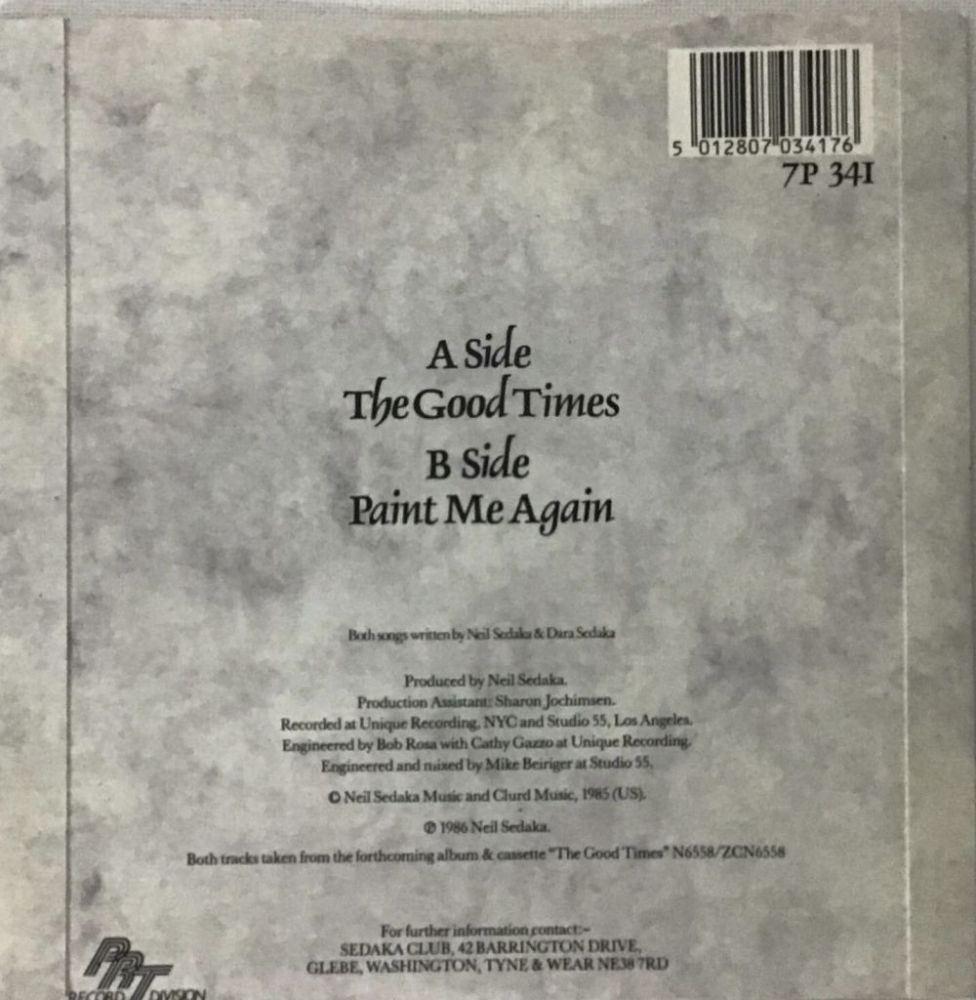 5 012807 034176
7P 341
A Side
The Good Times
B Side
Paint Me Again
Both songs written by Neil Sedaka & Dara Sedaka
Produced by Neil Sedaka.
Production Assistant: Sharon Jochimsen.
Recorded at Unique Recording, NYC and Studio 55, Los Angeles.
Engineered by Bob Rosa with Cathy Gazzo at Unique Recording.
Engineered and mixed by Mike Beiriger at Studio 55.
© Neil Sedaka Music and Clurd Music, 1985 (US).
℗ 1986 Neil Sedaka.
Both tracks taken from the forthcoming album & cassette "The Good Times" N6558/ZCN6558
For further information contact:-
SEDAKA CLUB, 42 BARRINGTON DRIVE,
GLEBE, WASHINGTON, TYNE & WEAR NE38 7RD
PRT
RECORD DIVISION